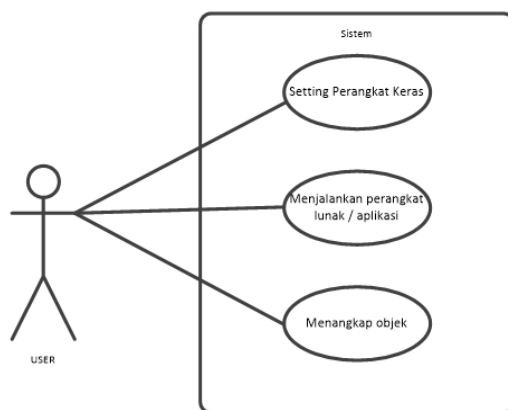 Sistem
Setting Perangkat Keras
Menjalankan perangkat
lunak / aplikasi
Menangkap objek
USER